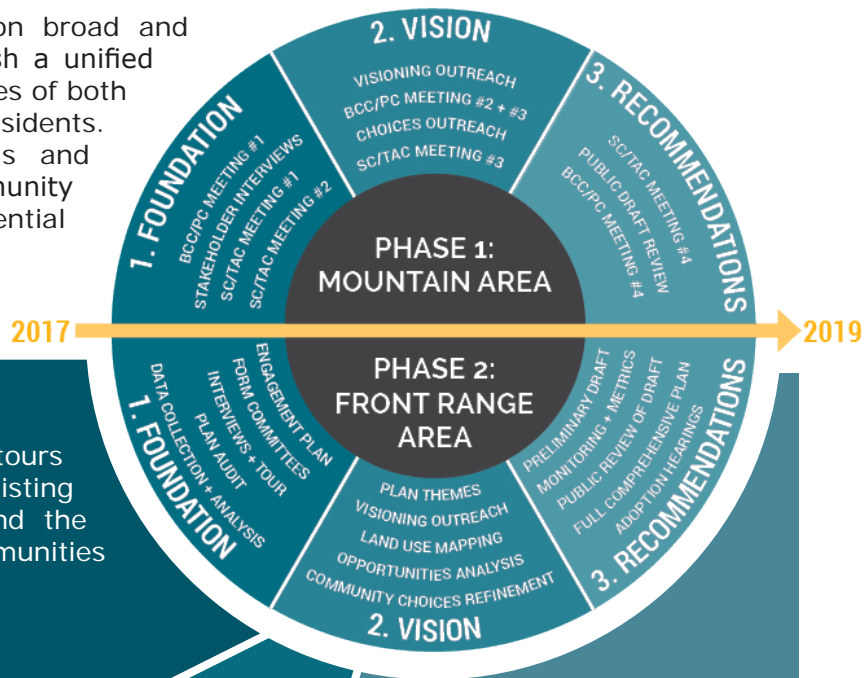 on broad and
sh a unified
es of both
sidents.
s and
munity
ential
2. VISION
VISIONING OUTREACH
BCC/PC MEETING #2 + #3
CHOICES OUTREACH
SC/TAC MEETING #3
1. FOUNDATION
BCC/PC MEETING #1
STAKEHOLDER INTERVIEWS
SC/TAC MEETING #1
SC/TAC MEETING #2
3. RECOMMENDATIONS
SC/TAC MEETING #4
PUBLIC DRAFT REVIEW
BCC/PC MEETING #4
PHASE 1:
MOUNTAIN AREA
2017
2019
PHASE 2:
FRONT RANGE
AREA
1. FOUNDATION
ENGAGEMENT PLAN
FORM COMMITTEES
INTERVIEWS + TOUR
PLAN AUDIT
DATA COLLECTION + ANALYSIS
PLAN THEMES
VISIONING OUTREACH
LAND USE MAPPING
OPPORTUNITIES ANALYSIS
COMMUNITY CHOICES REFINEMENT
2. VISION
PRELIMINARY DRAFT
MONITORING + METRICS
PUBLIC REVIEW OF DRAFT
FULL COMPREHENSIVE PLAN
ADOPTION HEARINGS
3. RECOMMENDATIONS
tours
isting
nd the
munities